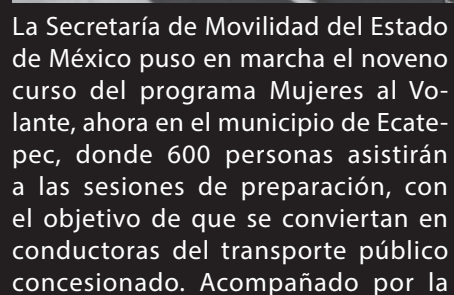 La Secretaría de Movilidad del Estado
de México puso en marcha el noveno
curso del programa Mujeres al Vo-
lante, ahora en el municipio de Ecate-
pec, donde 600 personas asistirán
a las sesiones de preparación, con
el objetivo de que se conviertan en
conductoras del transporte público
concesionado. Acompañado por la